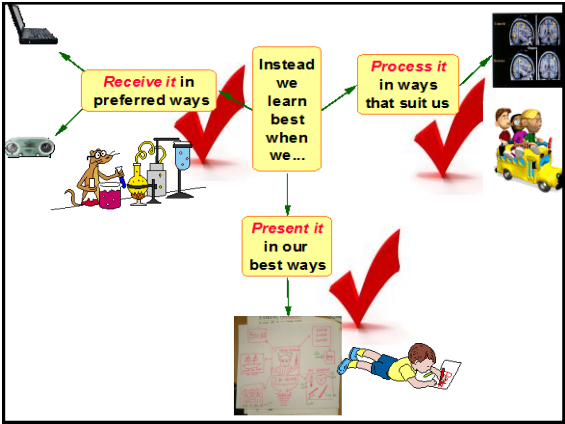 Instead
we
learn
best
when
we...
Receive it in
preferred ways
Process it
in ways
that suit us
Present it
in our
best ways